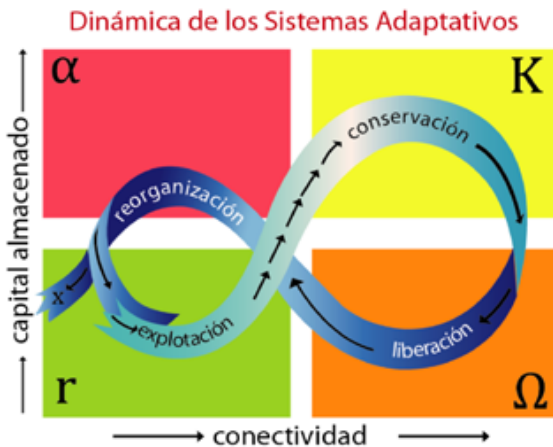 Dinámica de los Sistemas Adaptativos
α
K
capital almacenado
reorganización
conservación
x
explotación
liberación
r
Ω
conectividad